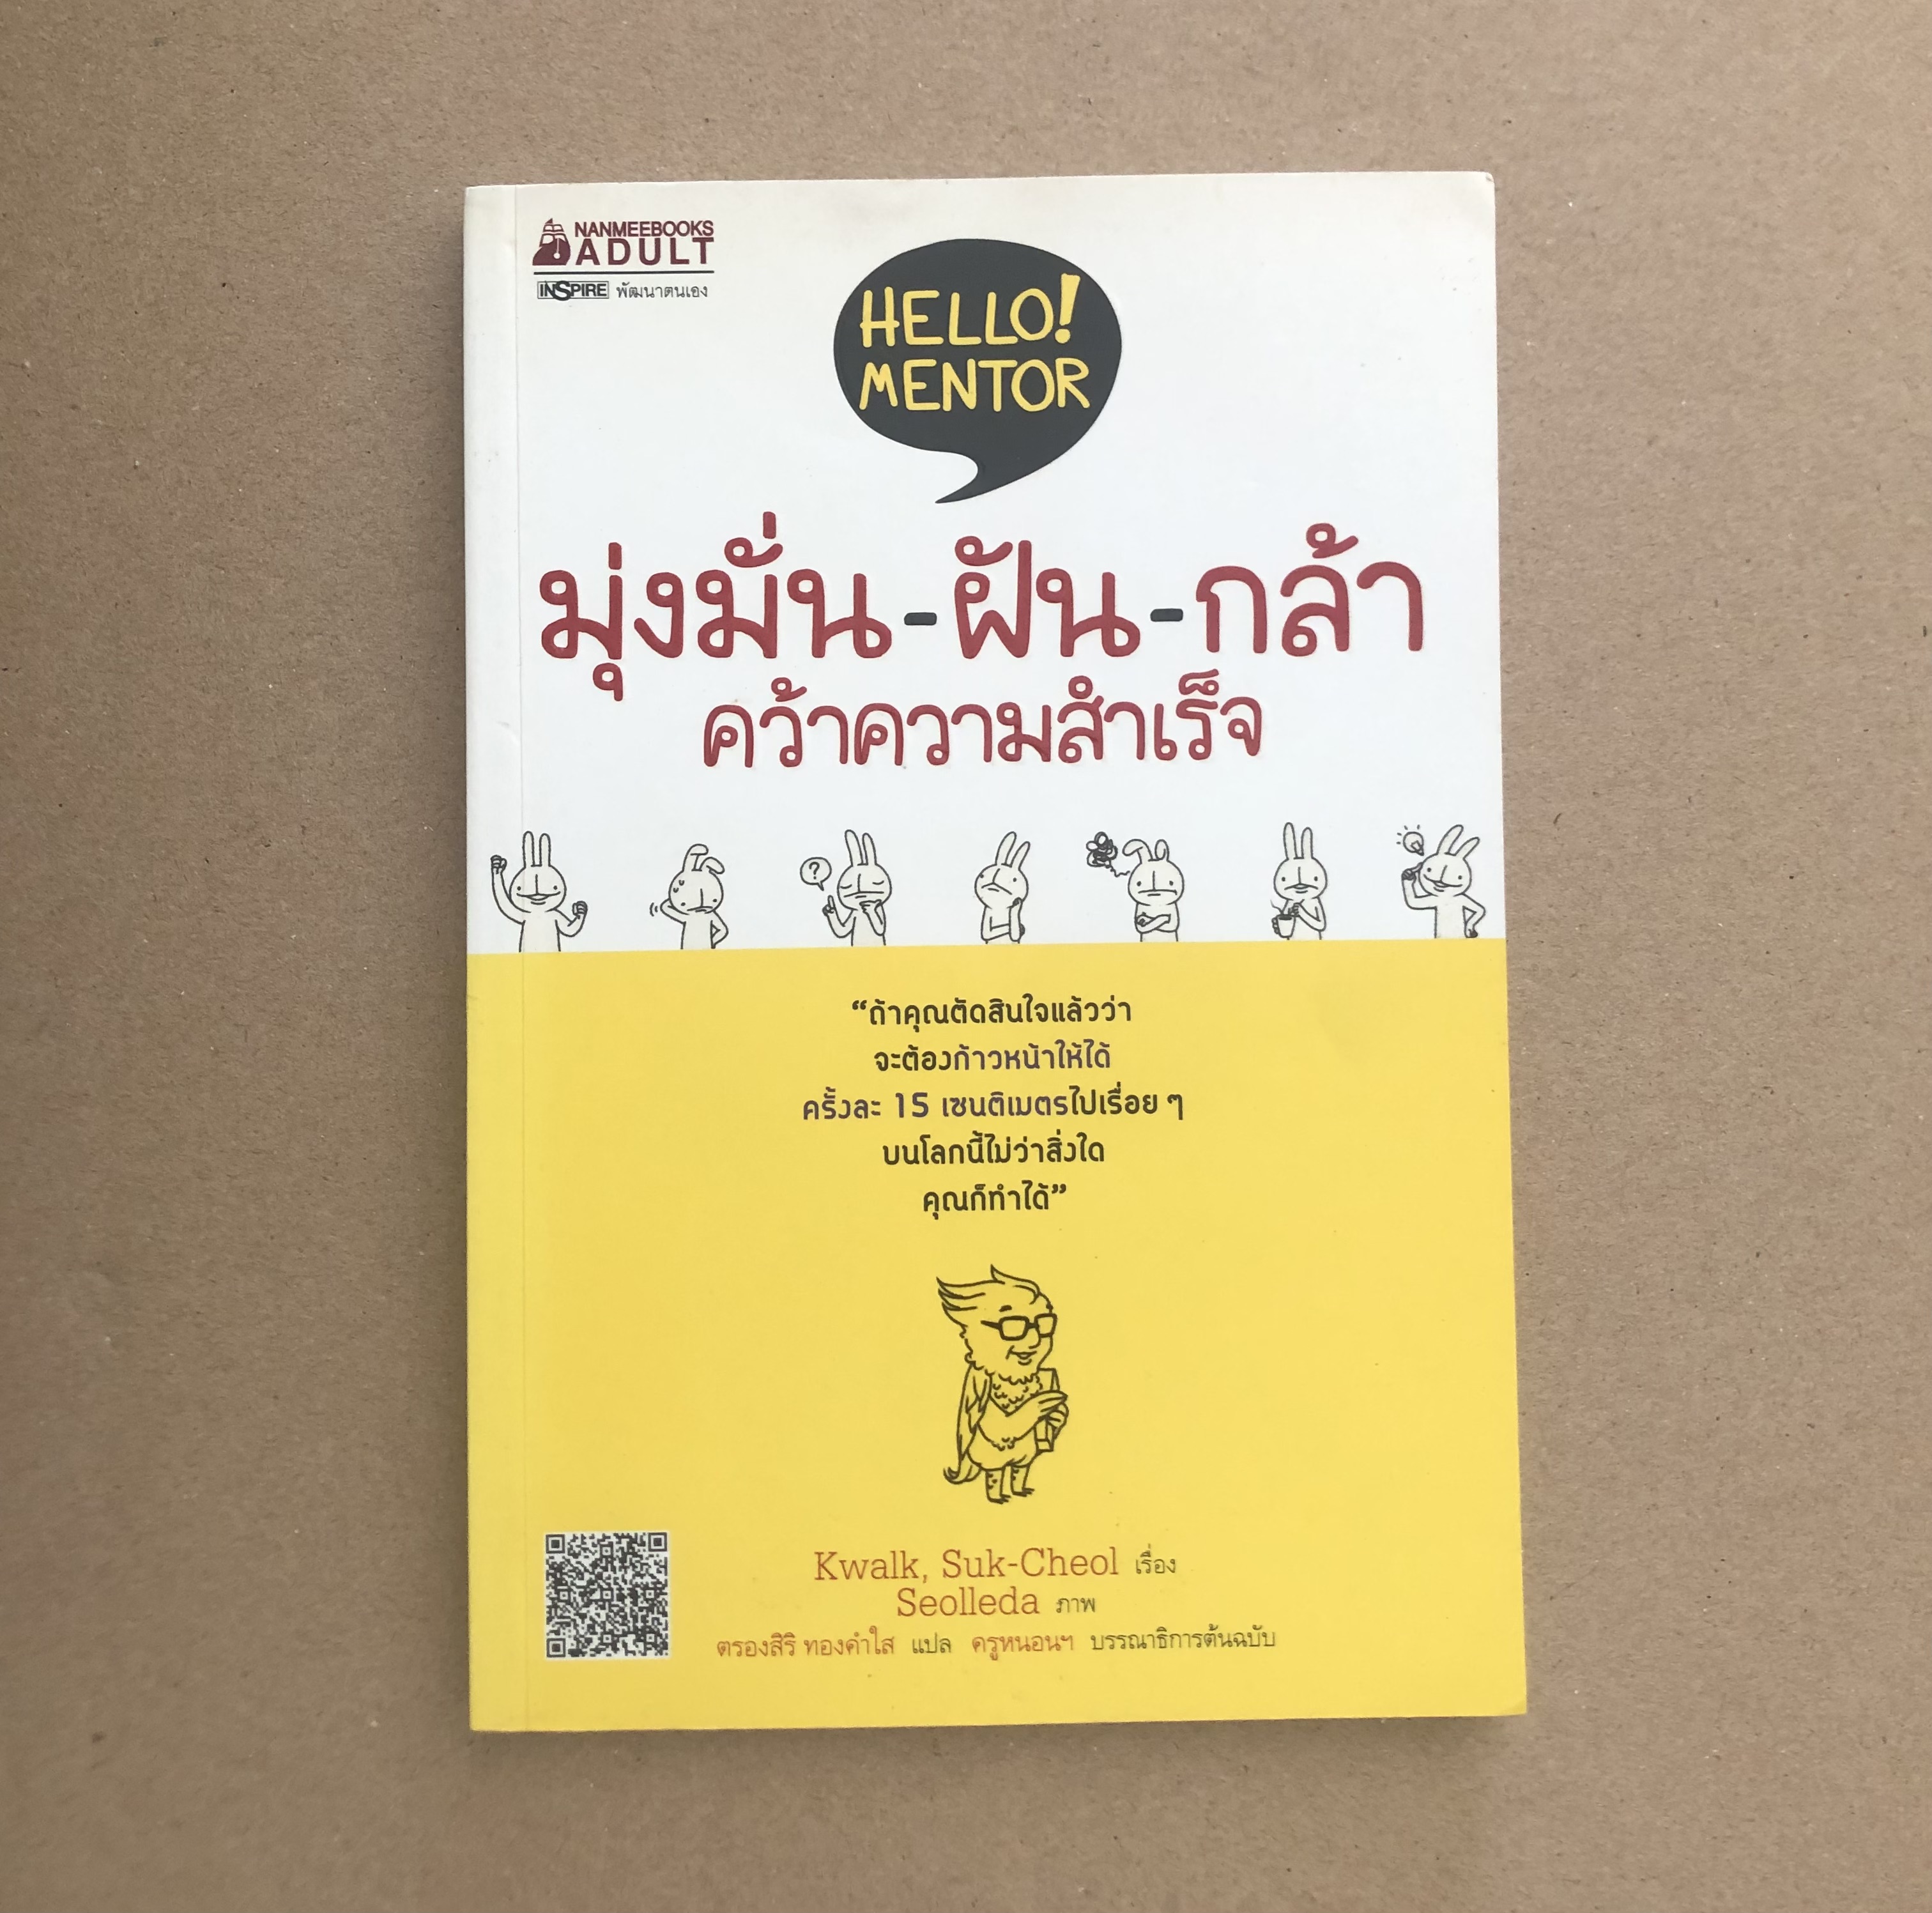 NANMEEBOOKS
ADULT
INSPIRE พัฒนาตนเอง
HELLO!
MENTOR
มุ่งมั่น-ฝัน-กล้า
คว้าความสำเร็จ
?
“ถ้าคุณตัดสินใจแล้วว่า
จะต้องก้าวหน้าให้ได้
ครั้งละ 15 เซนติเมตรไปเรื่อย ๆ
บนโลกนี้ไม่ว่าสิ่งใด
คุณก็ทำได้”
Kwalk, Suk-Cheol เรื่อง
Seolleda ภาพ
ตรองสิริ ทองคำใส แปล ครูหนอนฯ บรรณาธิการต้นฉบับ